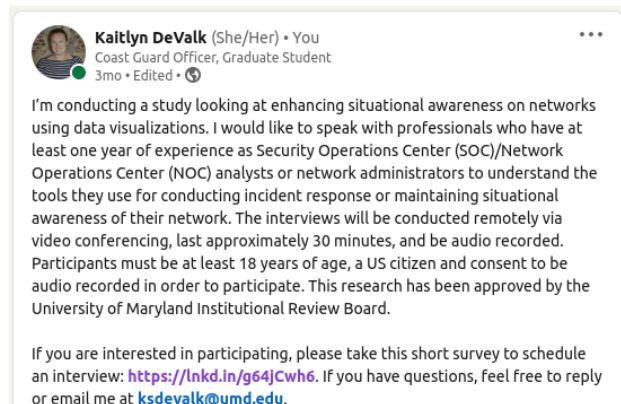 Kaitlyn DeValk (She/Her) • You
Coast Guard Officer, Graduate Student
3mo • Edited •
I'm conducting a study looking at enhancing situational awareness on networks
using data visualizations. I would like to speak with professionals who have at
least one year of experience as Security Operations Center (SOC)/Network
Operations Center (NOC) analysts or network administrators to understand the
tools they use for conducting incident response or maintaining situational
awareness of their network. The interviews will be conducted remotely via
video conferencing, last approximately 30 minutes, and be audio recorded.
Participants must be at least 18 years of age, a US citizen and consent to be
audio recorded in order to participate. This research has been approved by the
University of Maryland Institutional Review Board.
If you are interested in participating, please take this short survey to schedule
an interview: https://lnkd.in/g64jCwh6. If you have questions, feel free to reply
or email me at ksdevalk@umd.edu.